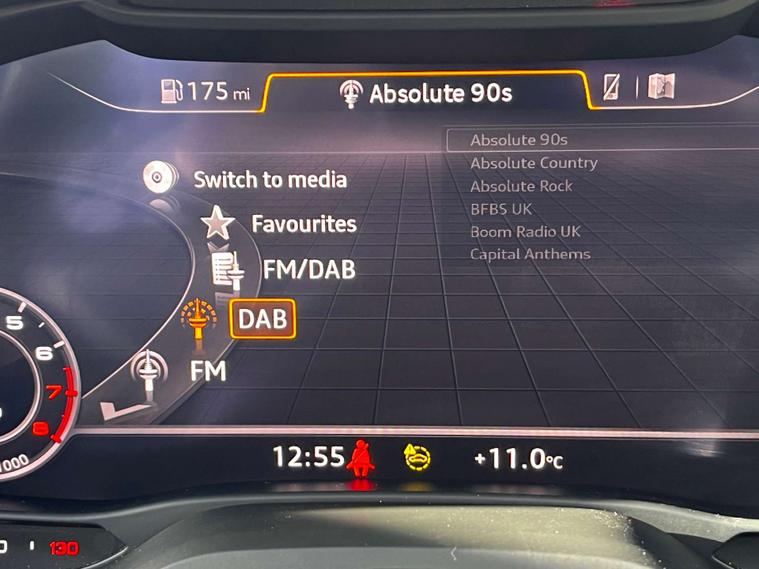 175 mi
Absolute 90s
Absolute 90s
Absolute Country
Absolute Rock
BFBS UK
Boom Radio UK
Capital Anthems
Switch to media
Favourites
FM/DAB
DAB
FM
5
6
7
8
12:55
+11.0°C
130